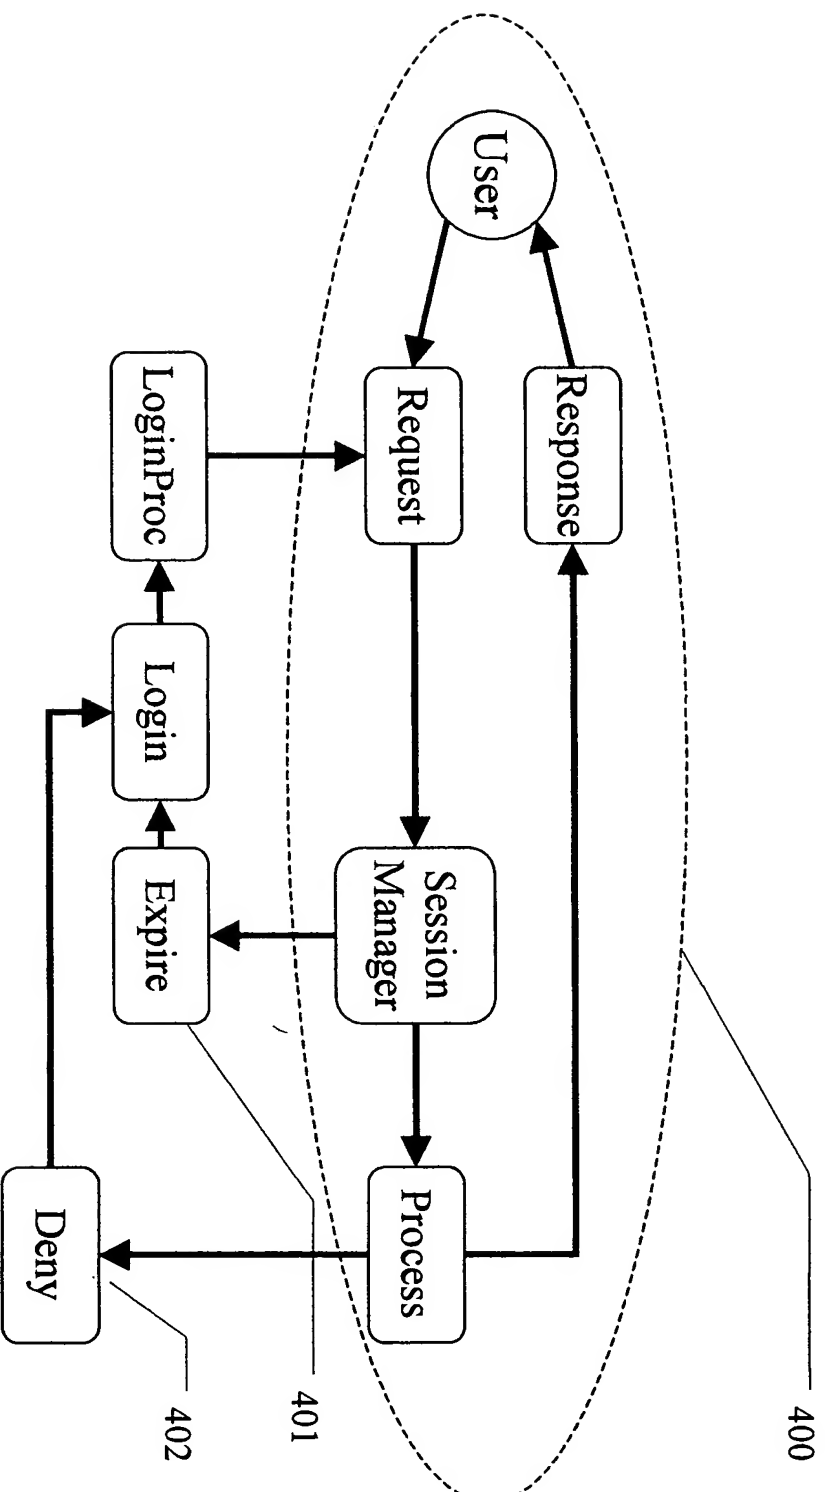 400
Response
User
Request
Session
Manager
Process
401
LoginProc
Login
Expire
402
Deny